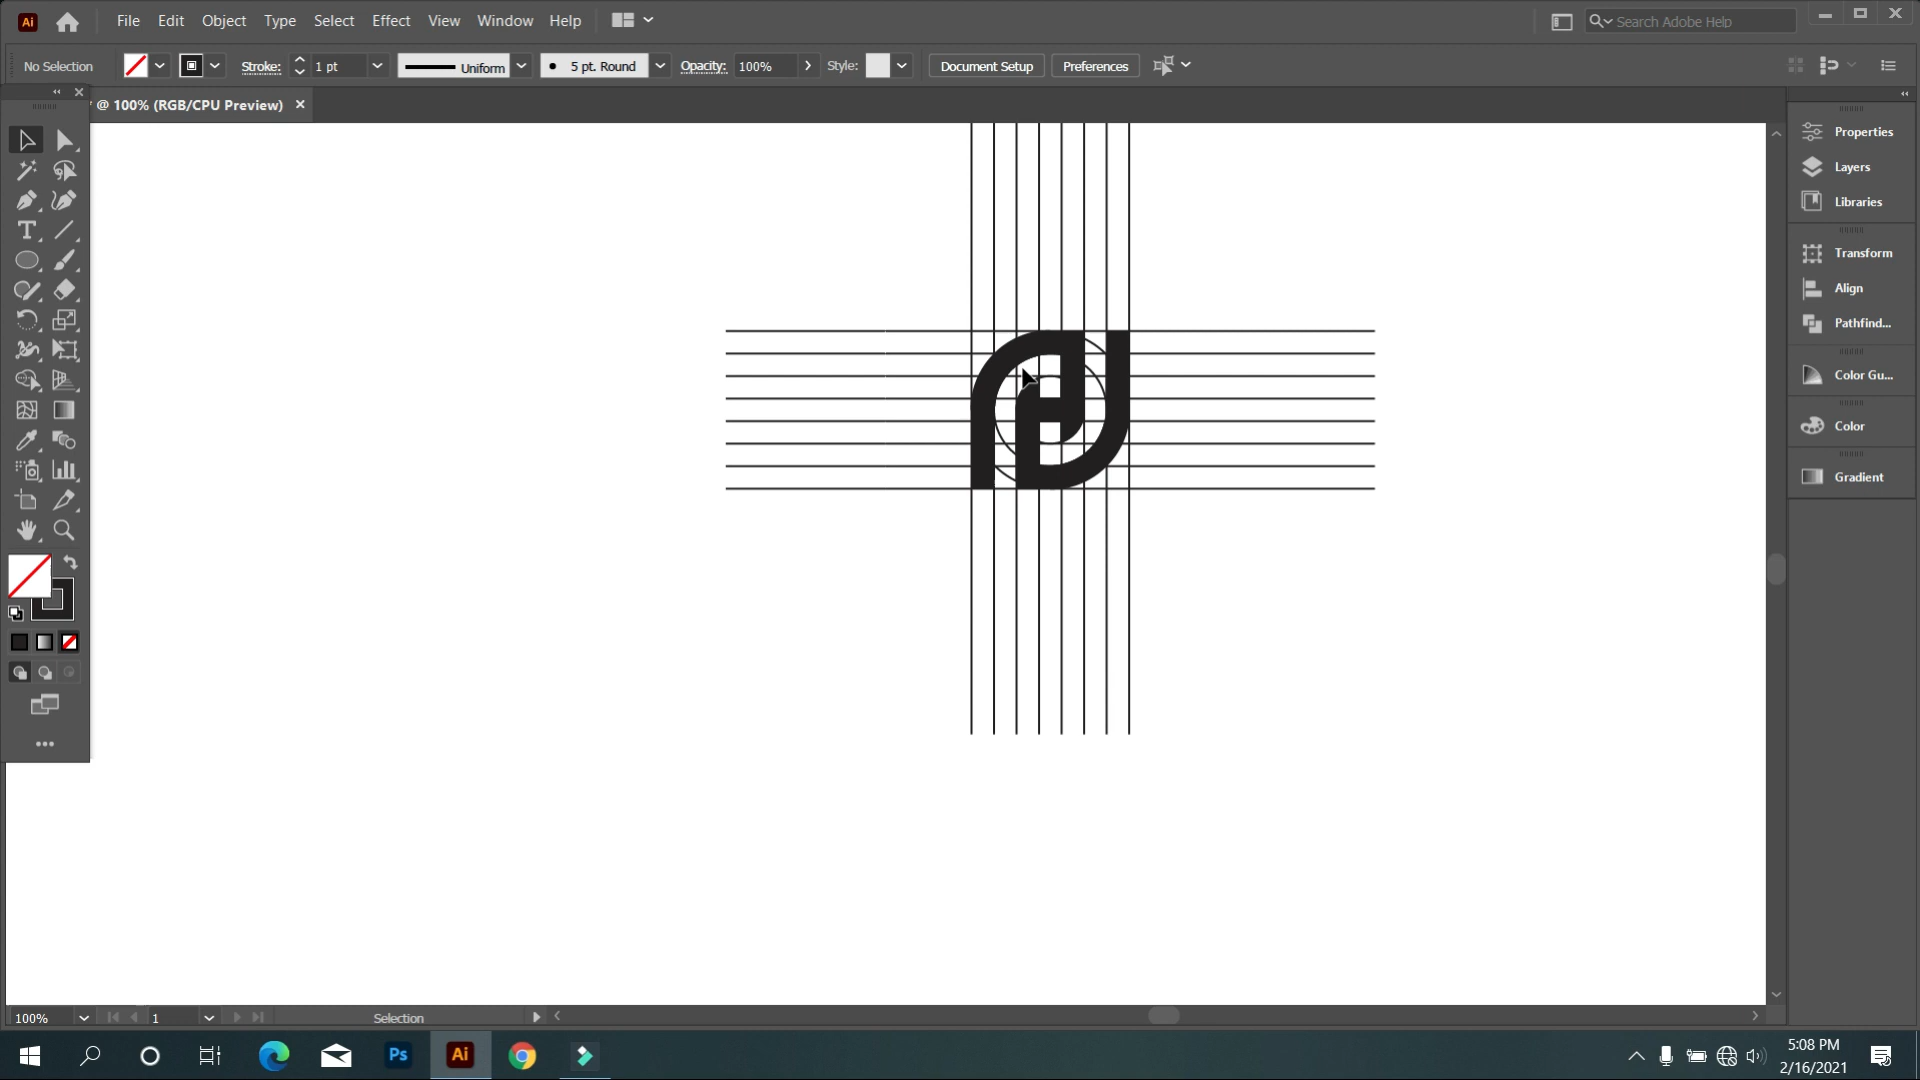 Ai File Edit Object Type Select Effect View Window Help Search Adobe Help
No Selection Stroke: 1 pt Uniform 5 pt. Round Opacity: 100% Style: Document Setup Preferences
@ 100% (RGB/CPU Preview)
Properties
Layers
Libraries
Transform
Align
Pathfind...
Color Gu...
Color
Gradient
100% 1 Selection
Ps Ai
5:08 PM
2/16/2021